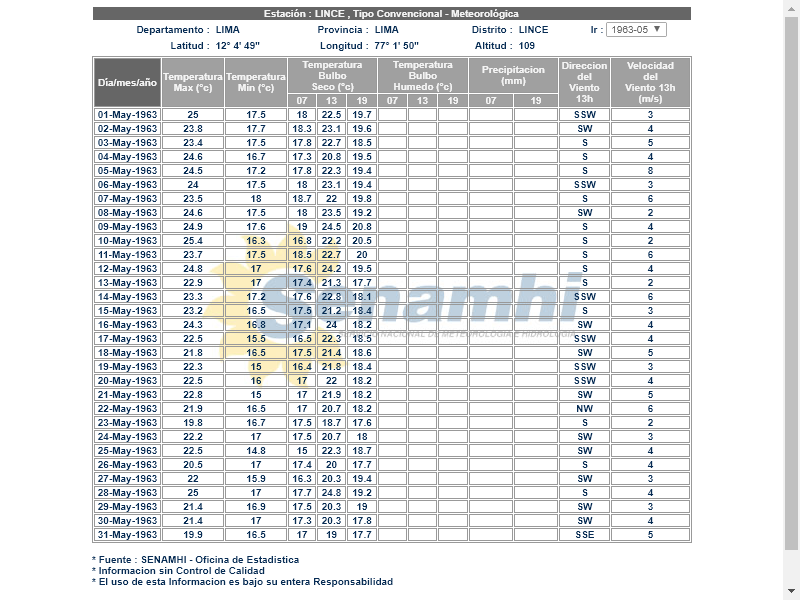 Estación : LINCE , Tipo Convencional - Meteorológica
Departamento : LIMA Provincia : LIMA Distrito : LINCE Ir : 1963-05
Latitud : 12° 4' 49" Longitud : 77° 1' 50" Altitud : 109
Día/mes/año Temperatura Max (°c) Temperatura Min (°c) Temperatura Bulbo Seco (°c) Temperatura Bulbo Humedo (°c) Precipitacion (mm) Direccion del Viento 13h Velocidad del Viento 13h (m/s)
07 13 19 07 13 19 07 19
01-May-1963 25 17.5 18 22.5 19.7 SSW 3
02-May-1963 23.8 17.7 18.3 23.1 19.6 SW 4
03-May-1963 23.4 17.5 17.8 22.7 18.5 S 5
04-May-1963 24.6 16.7 17.3 20.8 19.5 S 4
05-May-1963 24.5 17.2 17.8 22.3 19.4 S 8
06-May-1963 24 17.5 18 23.1 19.4 SSW 3
07-May-1963 23.5 18 18.7 22 19.8 S 6
08-May-1963 24.6 17.5 18 23.5 19.2 SW 2
09-May-1963 24.9 17.6 19 24.5 20.8 S 4
10-May-1963 25.4 16.3 16.8 22.2 20.5 S 2
11-May-1963 23.7 17.5 18.5 22.7 20 S 6
12-May-1963 24.8 17 17.6 24.2 19.5 S 4
13-May-1963 22.9 17 17.4 21.3 17.7 S 2
14-May-1963 23.3 17.2 17.6 22.8 18.1 SSW 6
15-May-1963 23.2 16.5 17.5 21.2 18.4 S 3
16-May-1963 24.3 16.8 17.1 24 18.2 SW 4
17-May-1963 22.5 15.5 16.5 22.3 18.5 SSW 4
18-May-1963 21.8 16.5 17.5 21.4 18.6 SW 5
19-May-1963 22.3 15 16.4 21.8 18.4 SSW 3
20-May-1963 22.5 16 17 22 18.2 SSW 4
21-May-1963 22.8 15 17 21.9 18.2 SW 5
22-May-1963 21.9 16.5 17 20.7 18.2 NW 6
23-May-1963 19.8 16.7 17.5 18.7 17.6 S 2
24-May-1963 22.2 17 17.5 20.7 18 SW 3
25-May-1963 22.5 14.8 15 22.3 18.7 SW 4
26-May-1963 20.5 17 17.4 20 17.7 S 4
27-May-1963 22 15.9 16.3 20.3 19.4 SW 3
28-May-1963 25 17 17.7 24.8 19.2 S 4
29-May-1963 21.4 16.9 17.5 20.3 19 SW 3
30-May-1963 21.4 17 17.3 20.3 17.8 SW 4
31-May-1963 19.9 16.5 17 19 17.7 SSE 5
Senamhi
NACIONAL DE METEOROLOGIA E HIDROLOGIA
* Fuente : SENAMHI - Oficina de Estadistica
* Informacion sin Control de Calidad
* El uso de esta Informacion es bajo su entera Responsabilidad